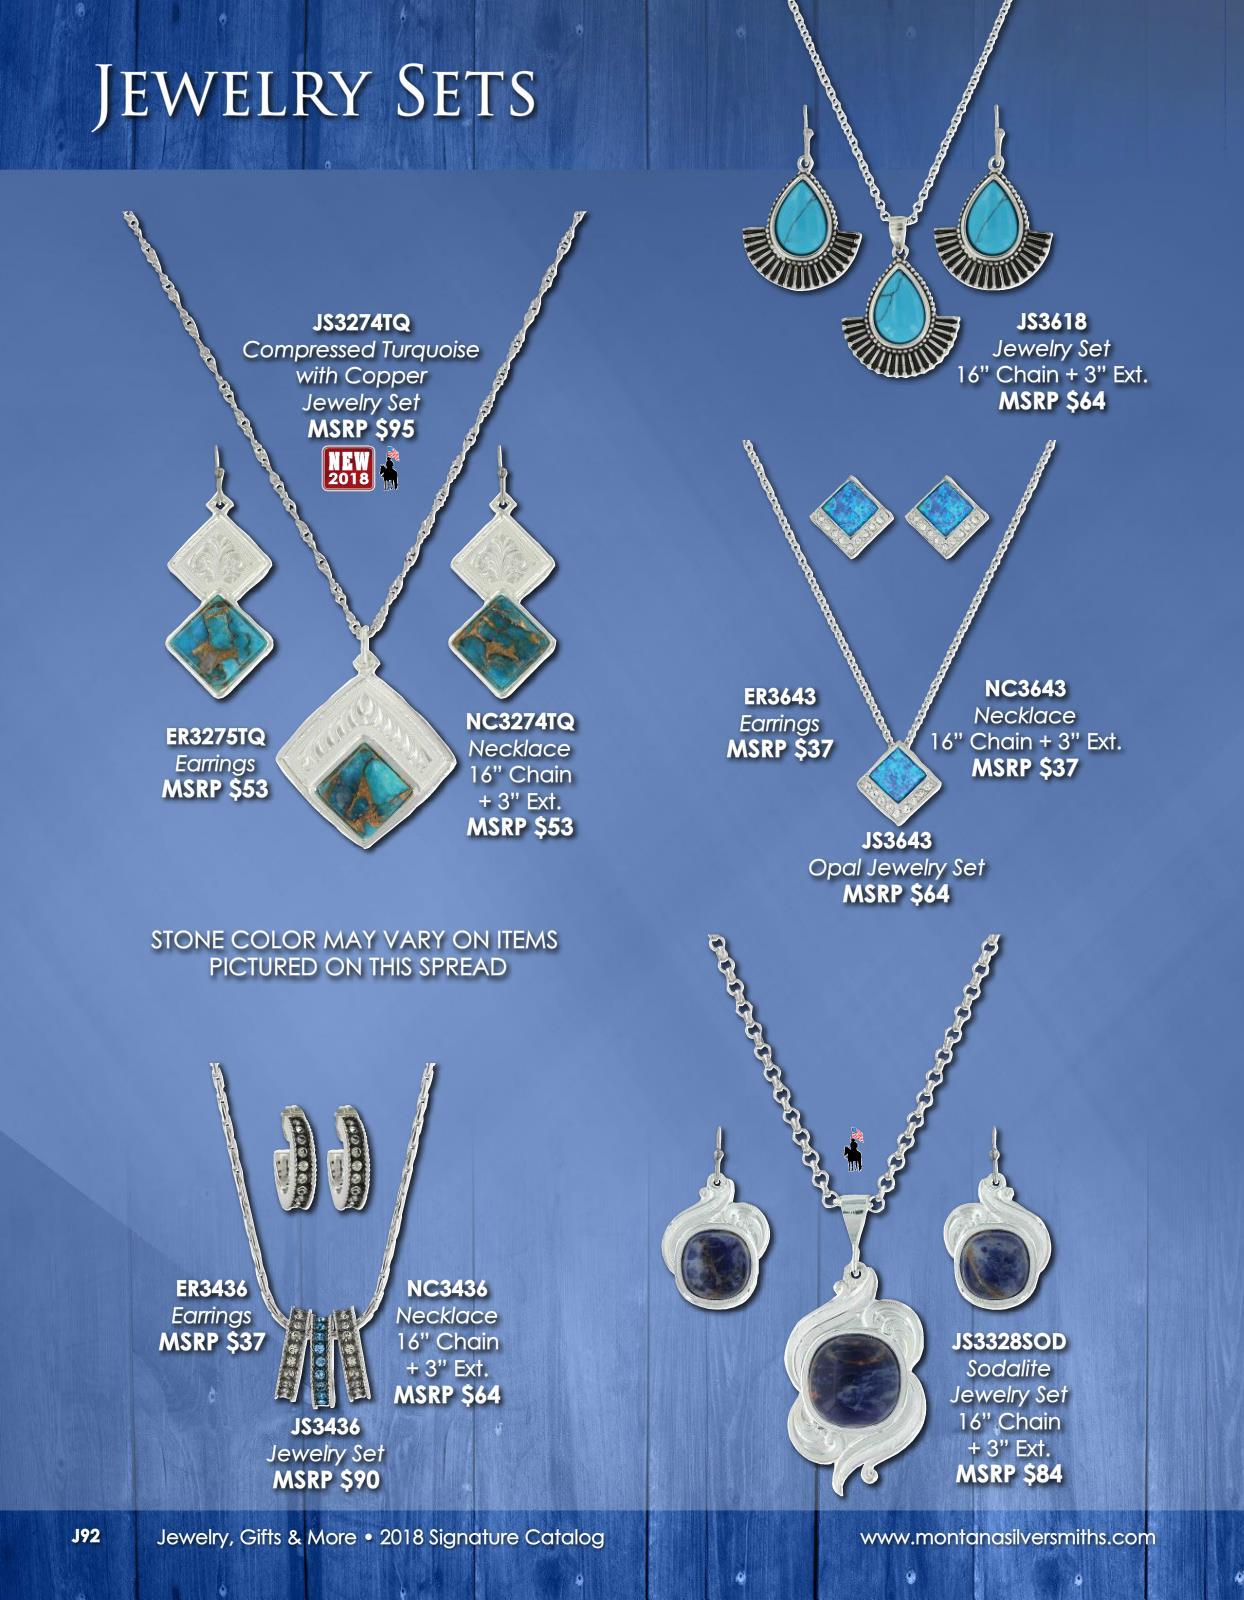 JEWELRY SETS
JS3274TQ
Compressed Turquoise
with Copper
Jewelry Set
MSRP $95
NEW
2018
ER3275TQ
Earrings
MSRP $53
NC3274TQ
Necklace
16” Chain
+ 3” Ext.
MSRP $53
JS3618
Jewelry Set
16” Chain + 3” Ext.
MSRP $64
ER3643
Earrings
MSRP $37
NC3643
Necklace
16” Chain + 3” Ext.
MSRP $37
JS3643
Opal Jewelry Set
MSRP $64
STONE COLOR MAY VARY ON ITEMS
PICTURED ON THIS SPREAD
ER3436
Earrings
MSRP $37
NC3436
Necklace
16” Chain
+ 3” Ext.
MSRP $64
JS3436
Jewelry Set
MSRP $90
JS3328SOD
Sodalite
Jewelry Set
16” Chain
+ 3” Ext.
MSRP $84
J92 Jewelry, Gifts & More • 2018 Signature Catalog www.montanasilversmiths.com